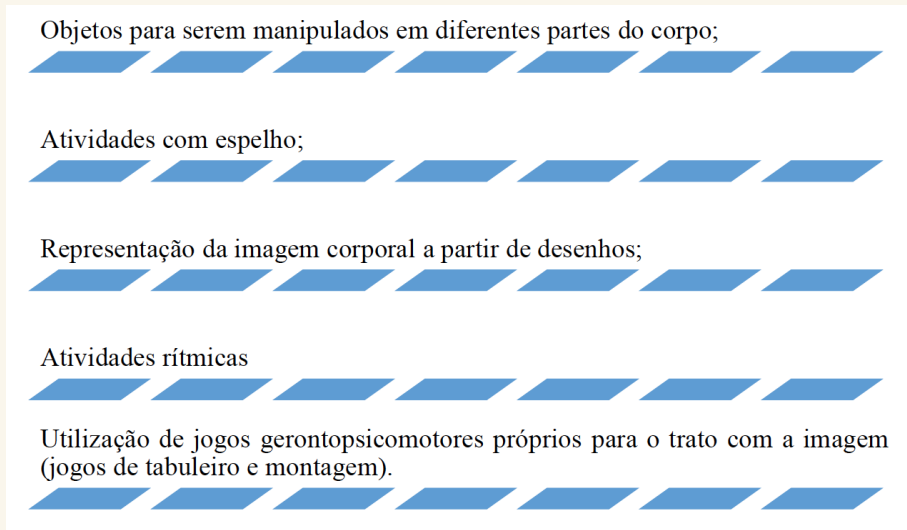 Objetos para serem manipulados em diferentes partes do corpo;
Atividades com espelho;
Representação da imagem corporal a partir de desenhos;
Atividades rítmicas
Utilização de jogos gerontopsicomotores próprios para o trato com a imagem
(jogos de tabuleiro e montagem).